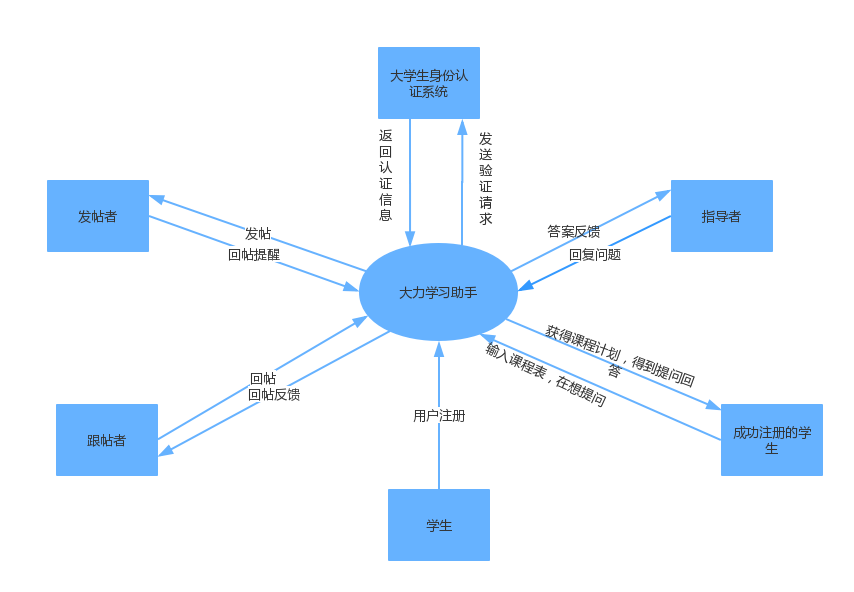 大学生身份认
证系统
返
回
认
证
信
息
发
送
验
证
请
求
发帖者
指导者
发帖
答案反馈
回帖提醒
回复问题
大力学习助手
获得课程计划，得到提问回
答
输入课程表，在想提问
回帖
回帖反馈
用户注册
跟帖者
成功注册的学
生
学生